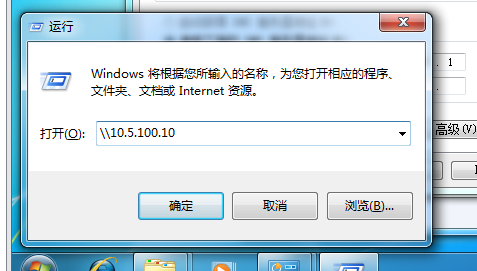 运行
Windows 将根据您所输入的名称，为您打开相应的程序、
文件夹、文档或 Internet 资源。
打开(O): \\10.5.100.10
确定 取消 浏览(B)...
. 1
.
高级(V)